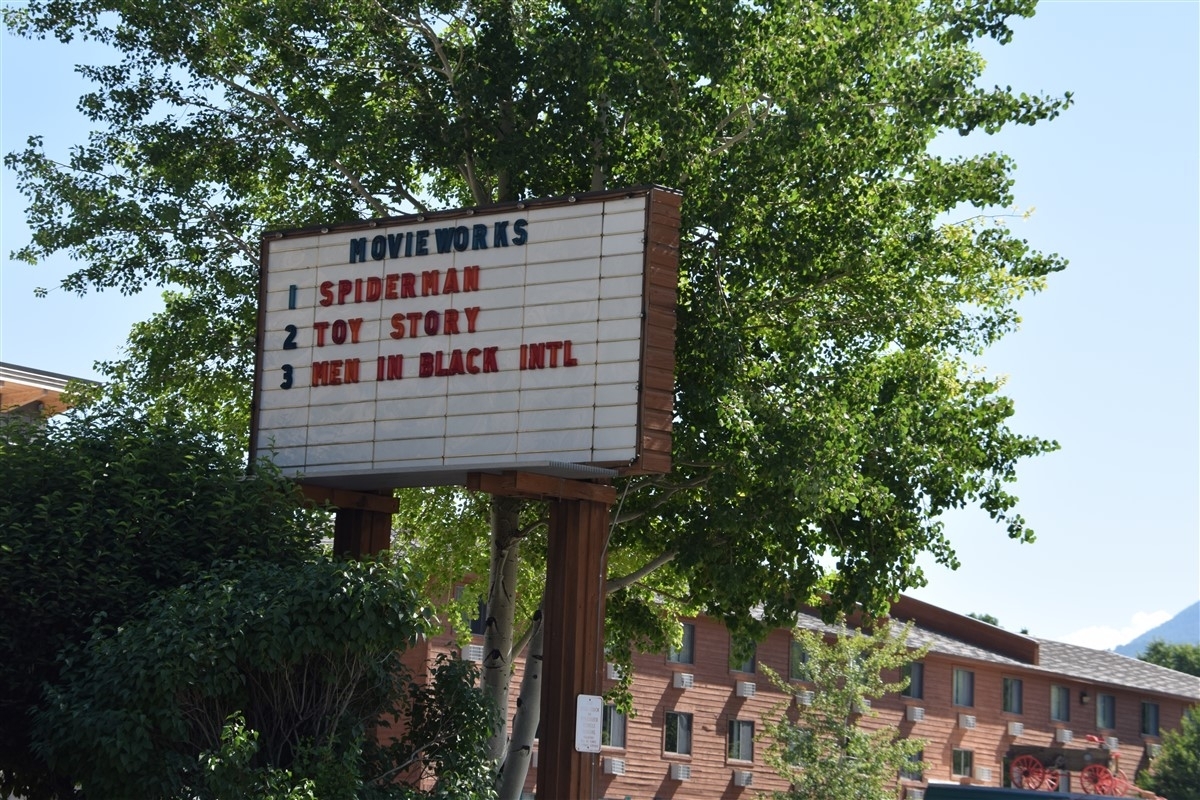 MOVIEWORKS
1 SPIDERMAN
2 TOY STORY
3 MEN IN BLACK INTL